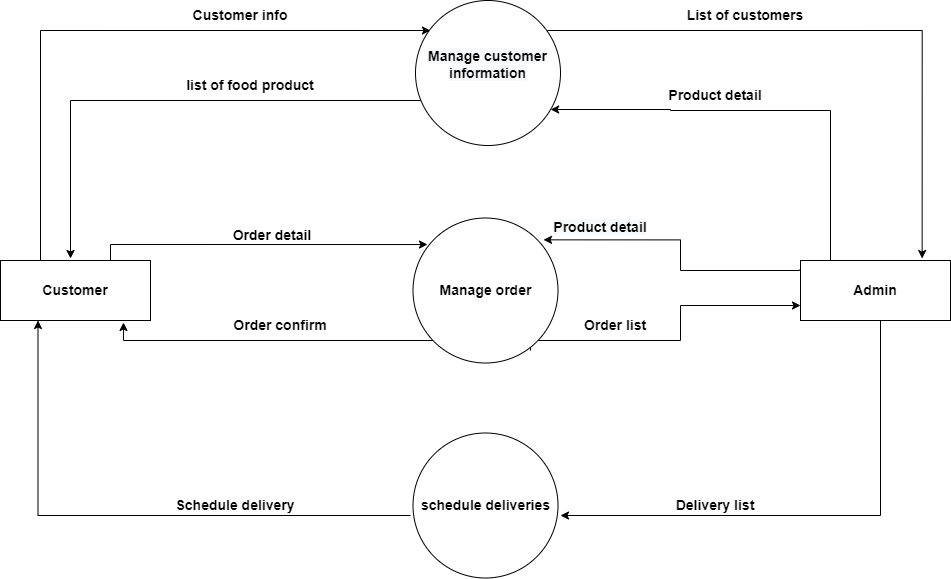 Customer info
List of customers
Manage customer
information
list of food product
Product detail
Order detail
Product detail
Customer
Manage order
Admin
Order confirm
Order list
Schedule delivery
schedule deliveries
Delivery list